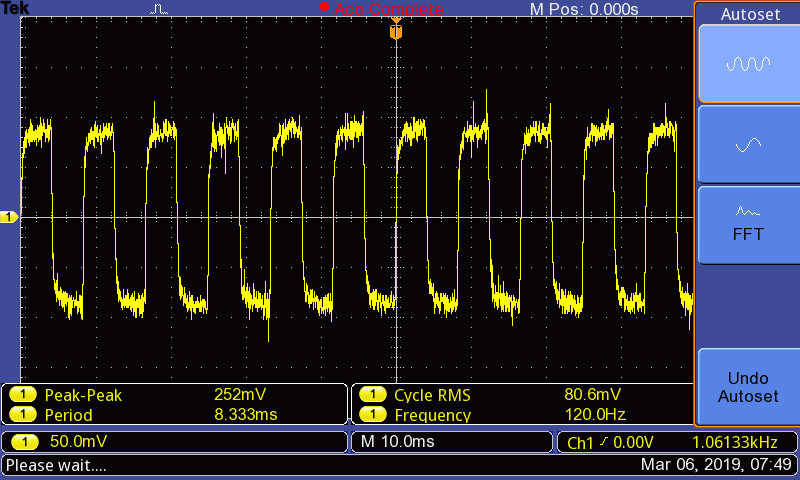 Tek Acq Complete M Pos: 0.000s
Autoset
T
1
FFT
Undo
Autoset
1 Peak-Peak 252mV 1 Cycle RMS 80.6mV
1 Period 8.333ms 1 Frequency 120.0Hz
1 50.0mV M 10.0ms Ch1 0.00V 1.06133kHz
Please wait.... Mar 06, 2019, 07:49